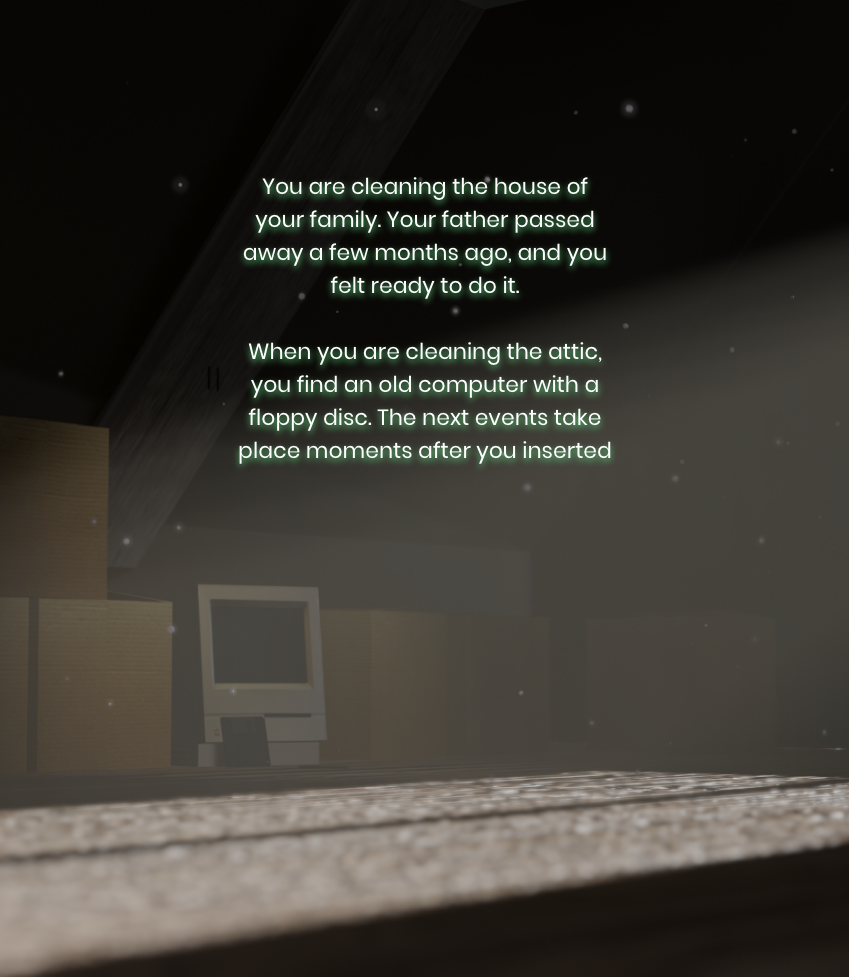 You are cleaning the house of
your family. Your father passed
away a few months ago, and you
felt ready to do it.
When you are cleaning the attic,
you find an old computer with a
floppy disc. The next events take
place moments after you inserted